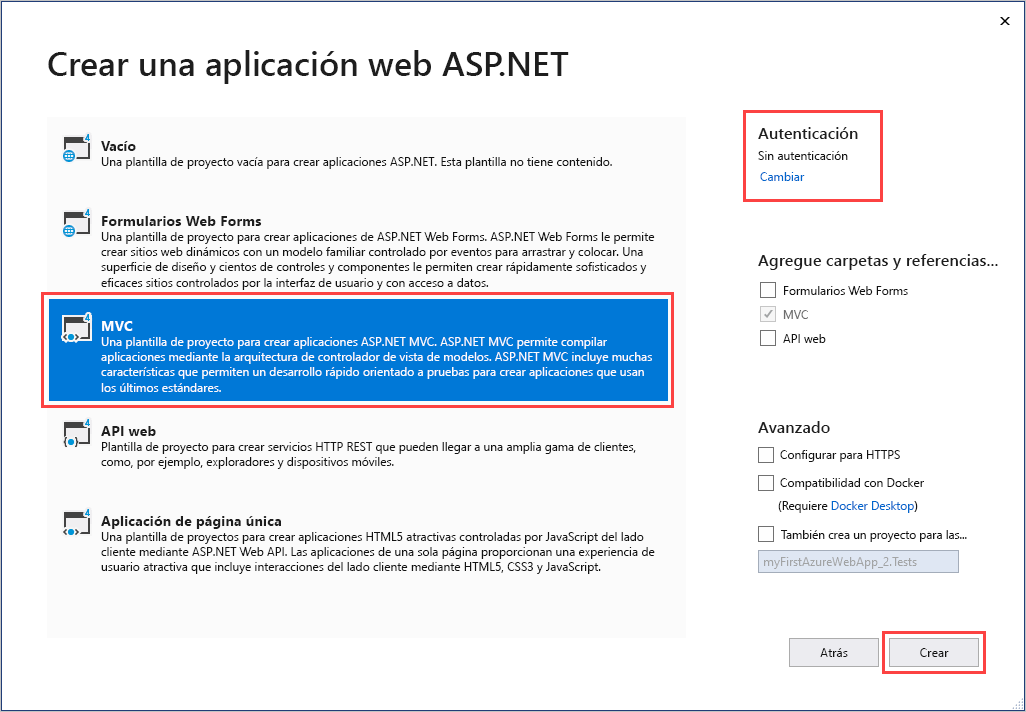 Crear una aplicación web ASP.NET
4
Vacío
Una plantilla de proyecto vacía para crear aplicaciones ASP.NET. Esta plantilla no tiene contenido.
4
Formularios Web Forms
Una plantilla de proyecto para crear aplicaciones de ASP.NET Web Forms. ASP.NET Web Forms le permite
crear sitios web dinámicos con un modelo familiar controlado por eventos para arrastrar y colocar. Una
superficie de diseño y cientos de controles y componentes le permiten crear rápidamente sofisticados y
eficaces sitios controlados por la interfaz de usuario y con acceso a datos.
4
MVC
Una plantilla de proyecto para crear aplicaciones ASP.NET MVC. ASP.NET MVC permite compilar
aplicaciones mediante la arquitectura de controlador de vista de modelos. ASP.NET MVC incluye muchas
características que permiten un desarrollo rápido orientado a pruebas para crear aplicaciones que usan
los últimos estándares.
4
API web
Plantilla de proyecto para crear servicios HTTP REST que pueden llegar a una amplia gama de clientes,
como, por ejemplo, exploradores y dispositivos móviles.
4
Aplicación de página única
Una plantilla de proyectos para crear aplicaciones HTML5 atractivas controladas por JavaScript del lado
cliente mediante ASP.NET Web API. Las aplicaciones de una sola página proporcionan una experiencia de
usuario atractiva que incluye interacciones del lado cliente mediante HTML5, CSS3 y JavaScript.
Autenticación
Sin autenticación
Cambiar
Agregue carpetas y referencias...
Formularios Web Forms
MVC
API web
Avanzado
Configurar para HTTPS
Compatibilidad con Docker
(Requiere Docker Desktop)
También crea un proyecto para las...
myFirstAzureWebApp_2.Tests
Atrás
Crear